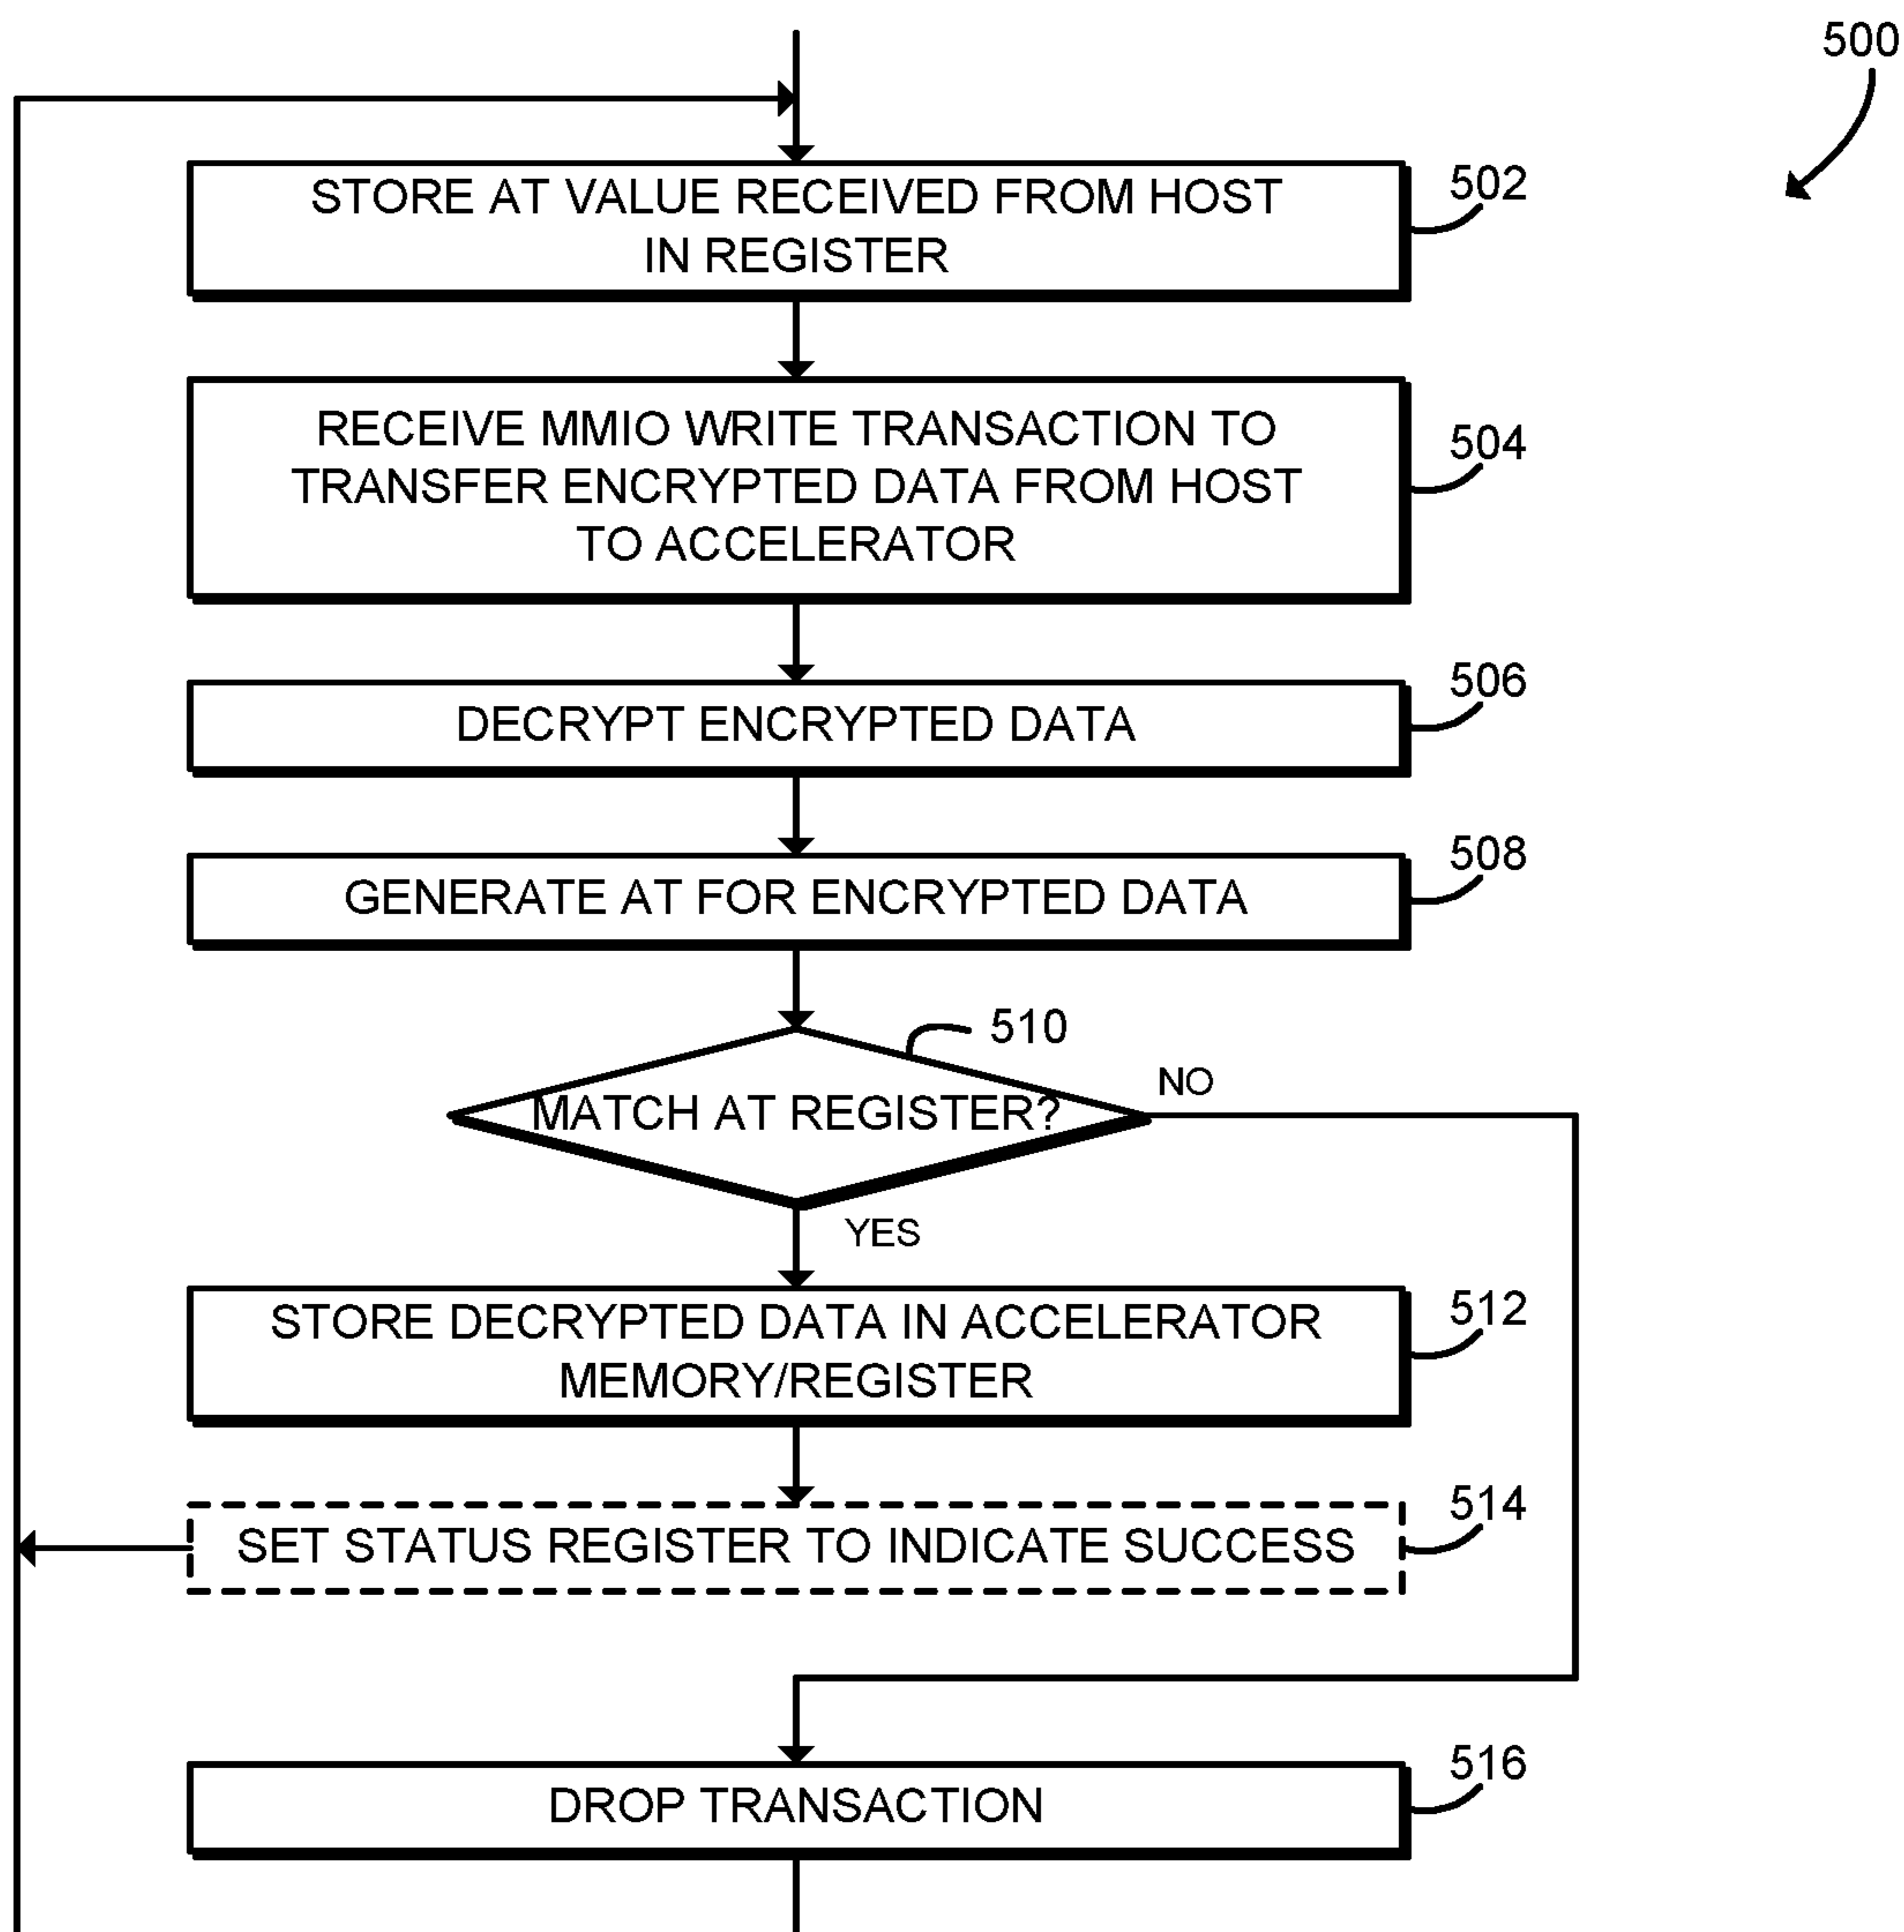 500
STORE AT VALUE RECEIVED FROM HOST
IN REGISTER
502
RECEIVE MMIO WRITE TRANSACTION TO
TRANSFER ENCRYPTED DATA FROM HOST
TO ACCELERATOR
504
DECRYPT ENCRYPTED DATA
506
GENERATE AT FOR ENCRYPTED DATA
508
510
MATCH AT REGISTER?
NO
YES
STORE DECRYPTED DATA IN ACCELERATOR
MEMORY/REGISTER
512
SET STATUS REGISTER TO INDICATE SUCCESS
514
DROP TRANSACTION
516